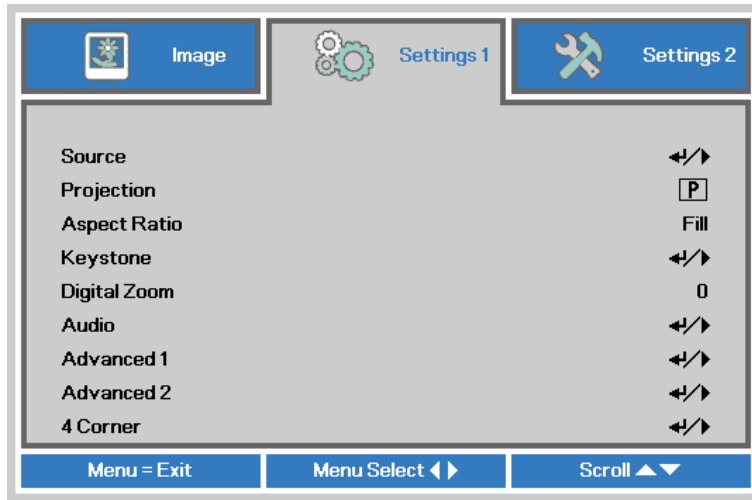 Image
Settings 1
Settings 2
Source ↵/▶
Projection P
Aspect Ratio Fill
Keystone ↵/▶
Digital Zoom 0
Audio ↵/▶
Advanced 1 ↵/▶
Advanced 2 ↵/▶
4 Corner ↵/▶
Menu = Exit
Menu Select ◀ ▶
Scroll ▲▼